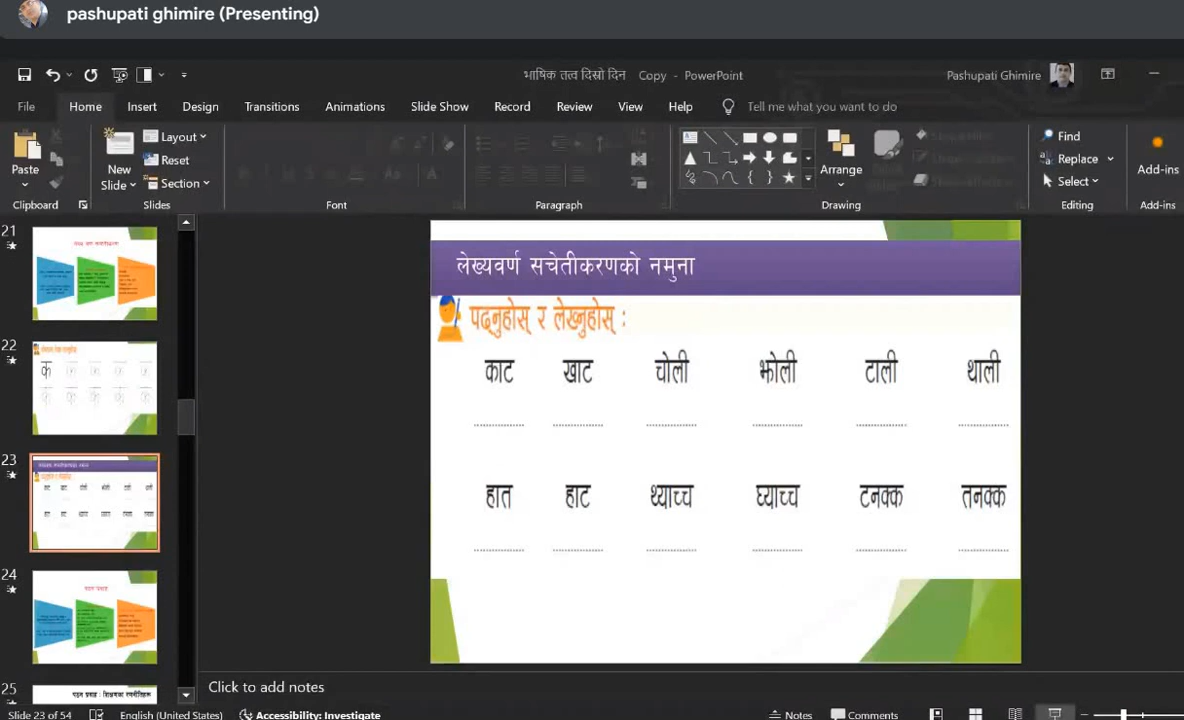 pashupati ghimire (Presenting)
भाषिक तत्व दिस्रो दिन Copy - PowerPoint
Pashupati Ghimire
File Home Insert Design Transitions Animations Slide Show Record Review View Help Tell me what you want to do
Paste
New Slide
Layout
Reset
Section
Arrange
Find
Replace
Select
Add-ins
Clipboard Slides Font Paragraph Drawing Editing Add-ins
21
22
क
23
24
25
लेख्यवर्ण सचेतीकरणको नमुना
पढ्नुहोस् र लेख्नुहोस् :
काट खाट चोली झोली टाली थाली
हात हाट थ्याच्च घ्याच्च टनक्क तनक्क
Click to add notes
Slide 23 of 54 English (United States) Accessibility: Investigate Notes Comments